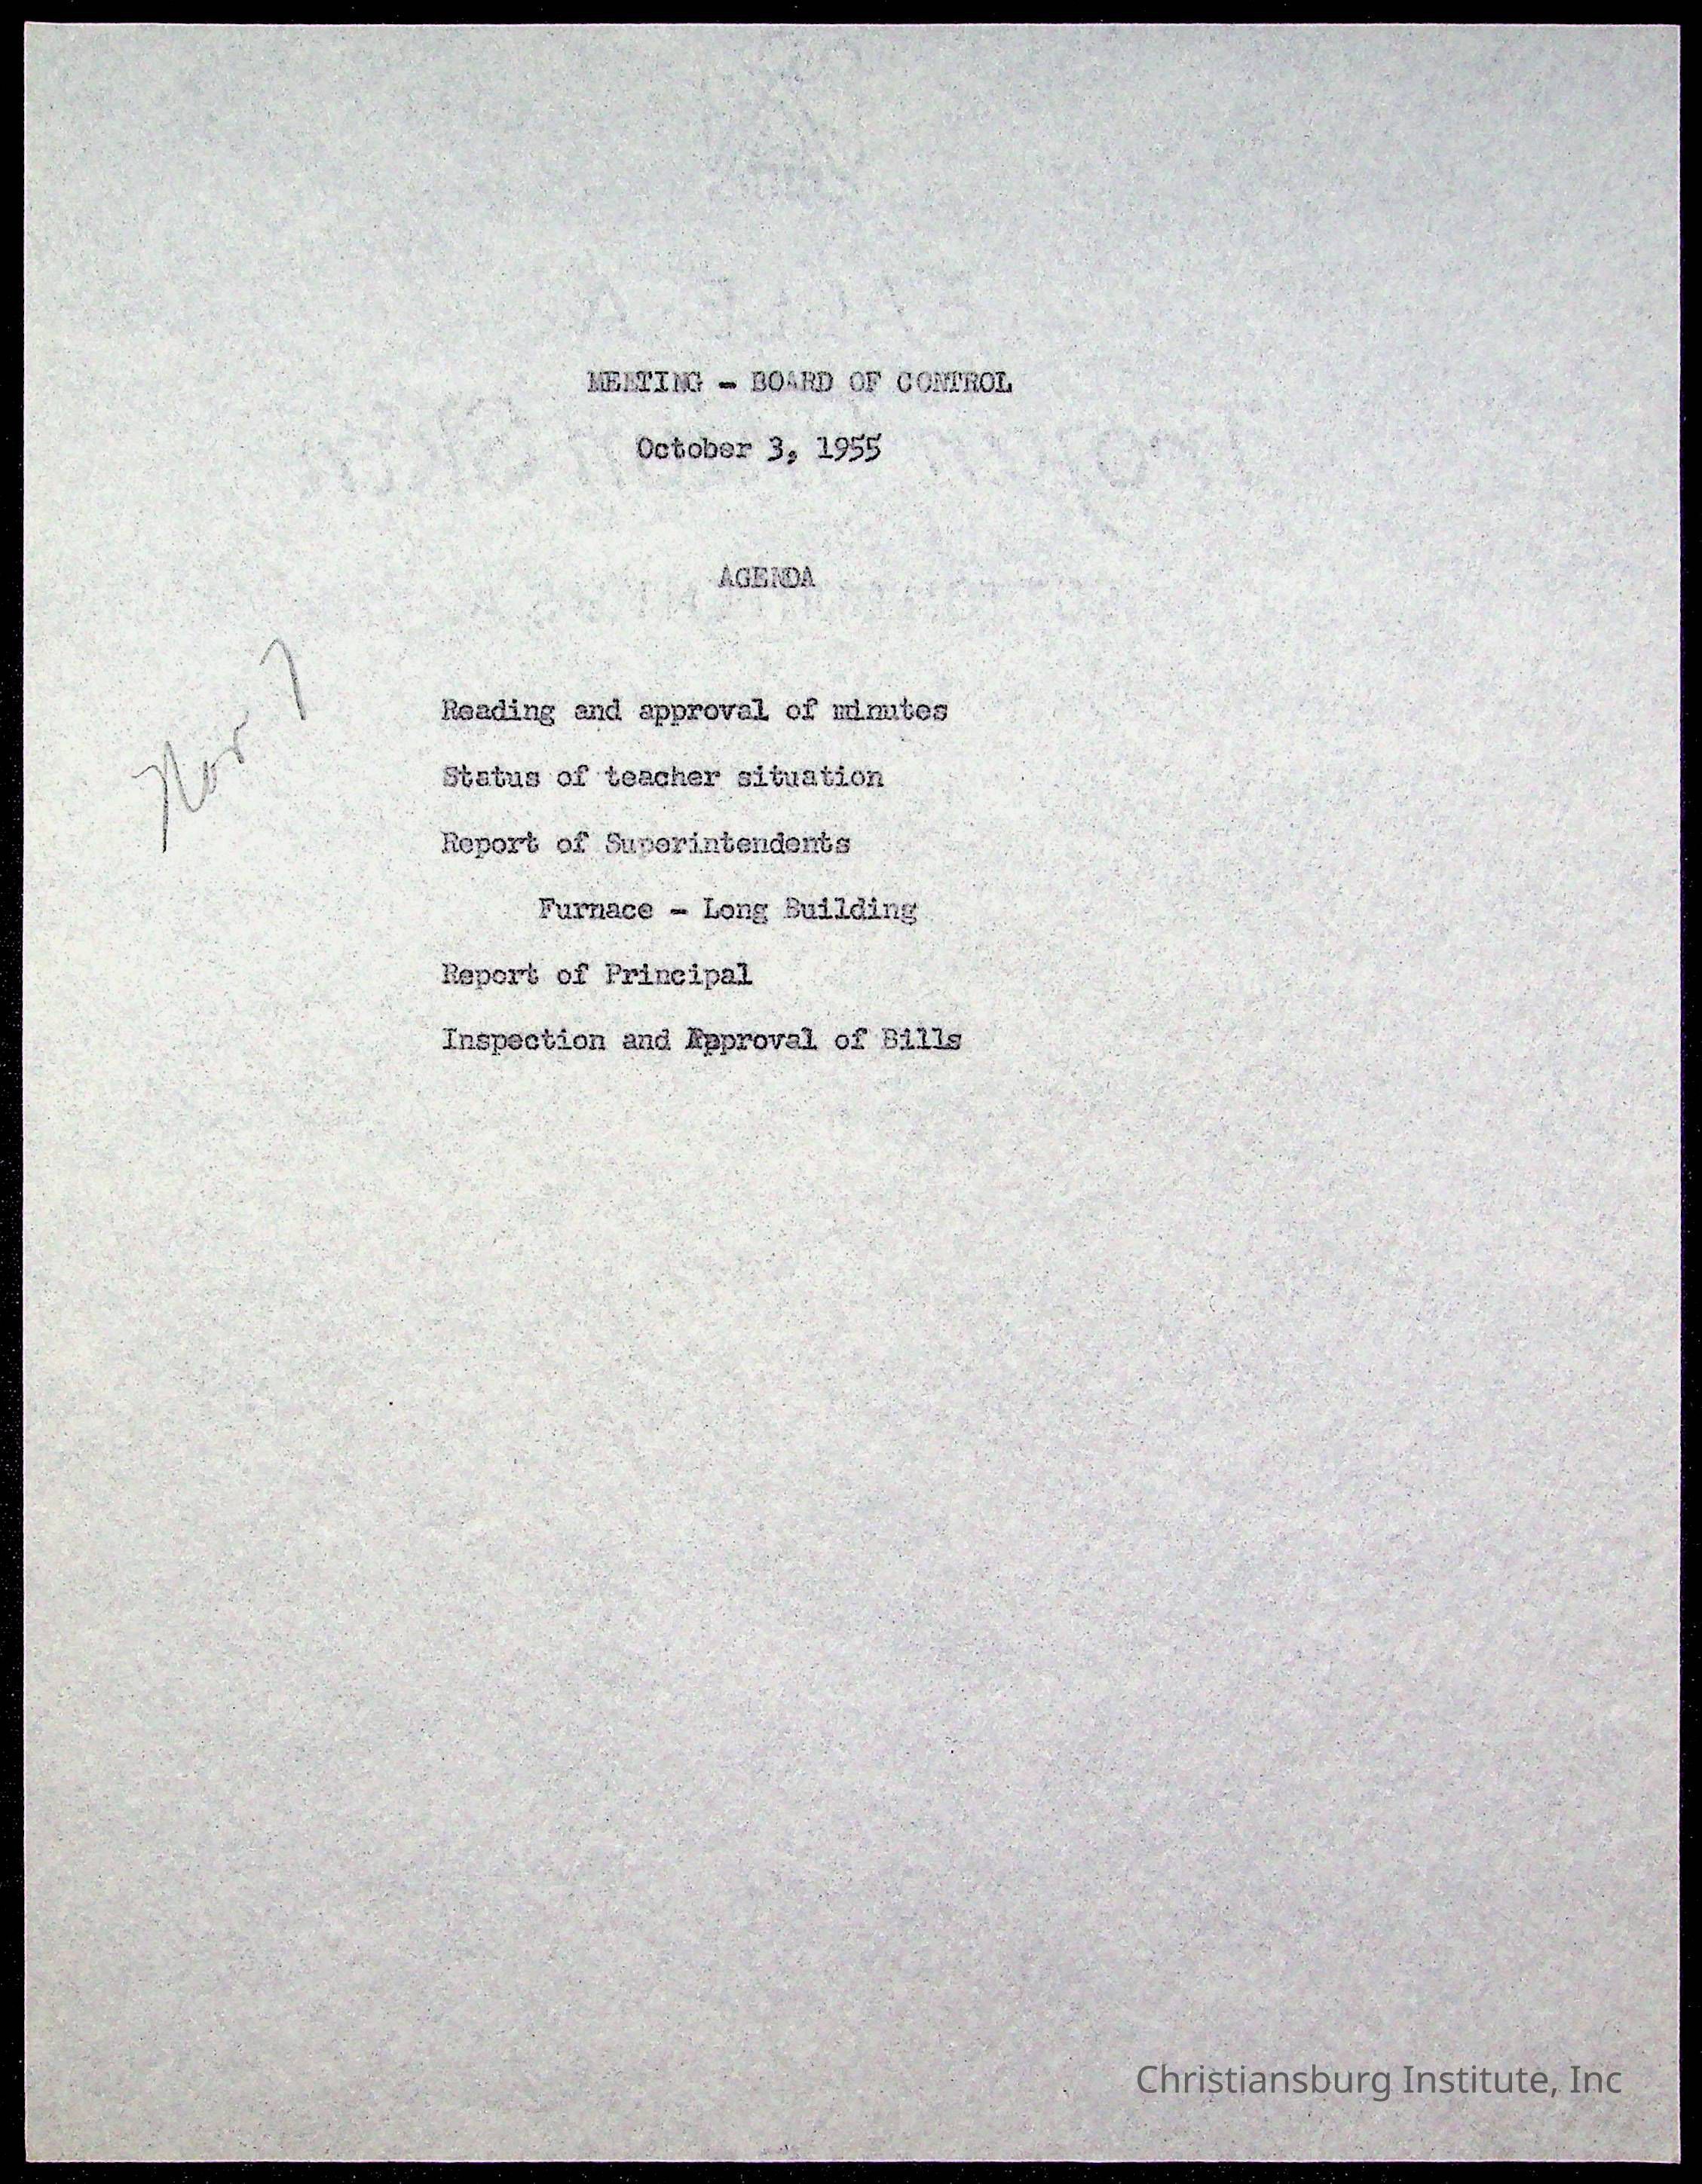 MEETING - BOARD OF CONTROL
October 3, 1955
AGENDA
Nov 7
Reading and approval of minutes
Status of teacher situation
Report of Superintendents
Furnace - Long Building
Report of Principal
Inspection and Approval of Bills
Christiansburg Institute, Inc